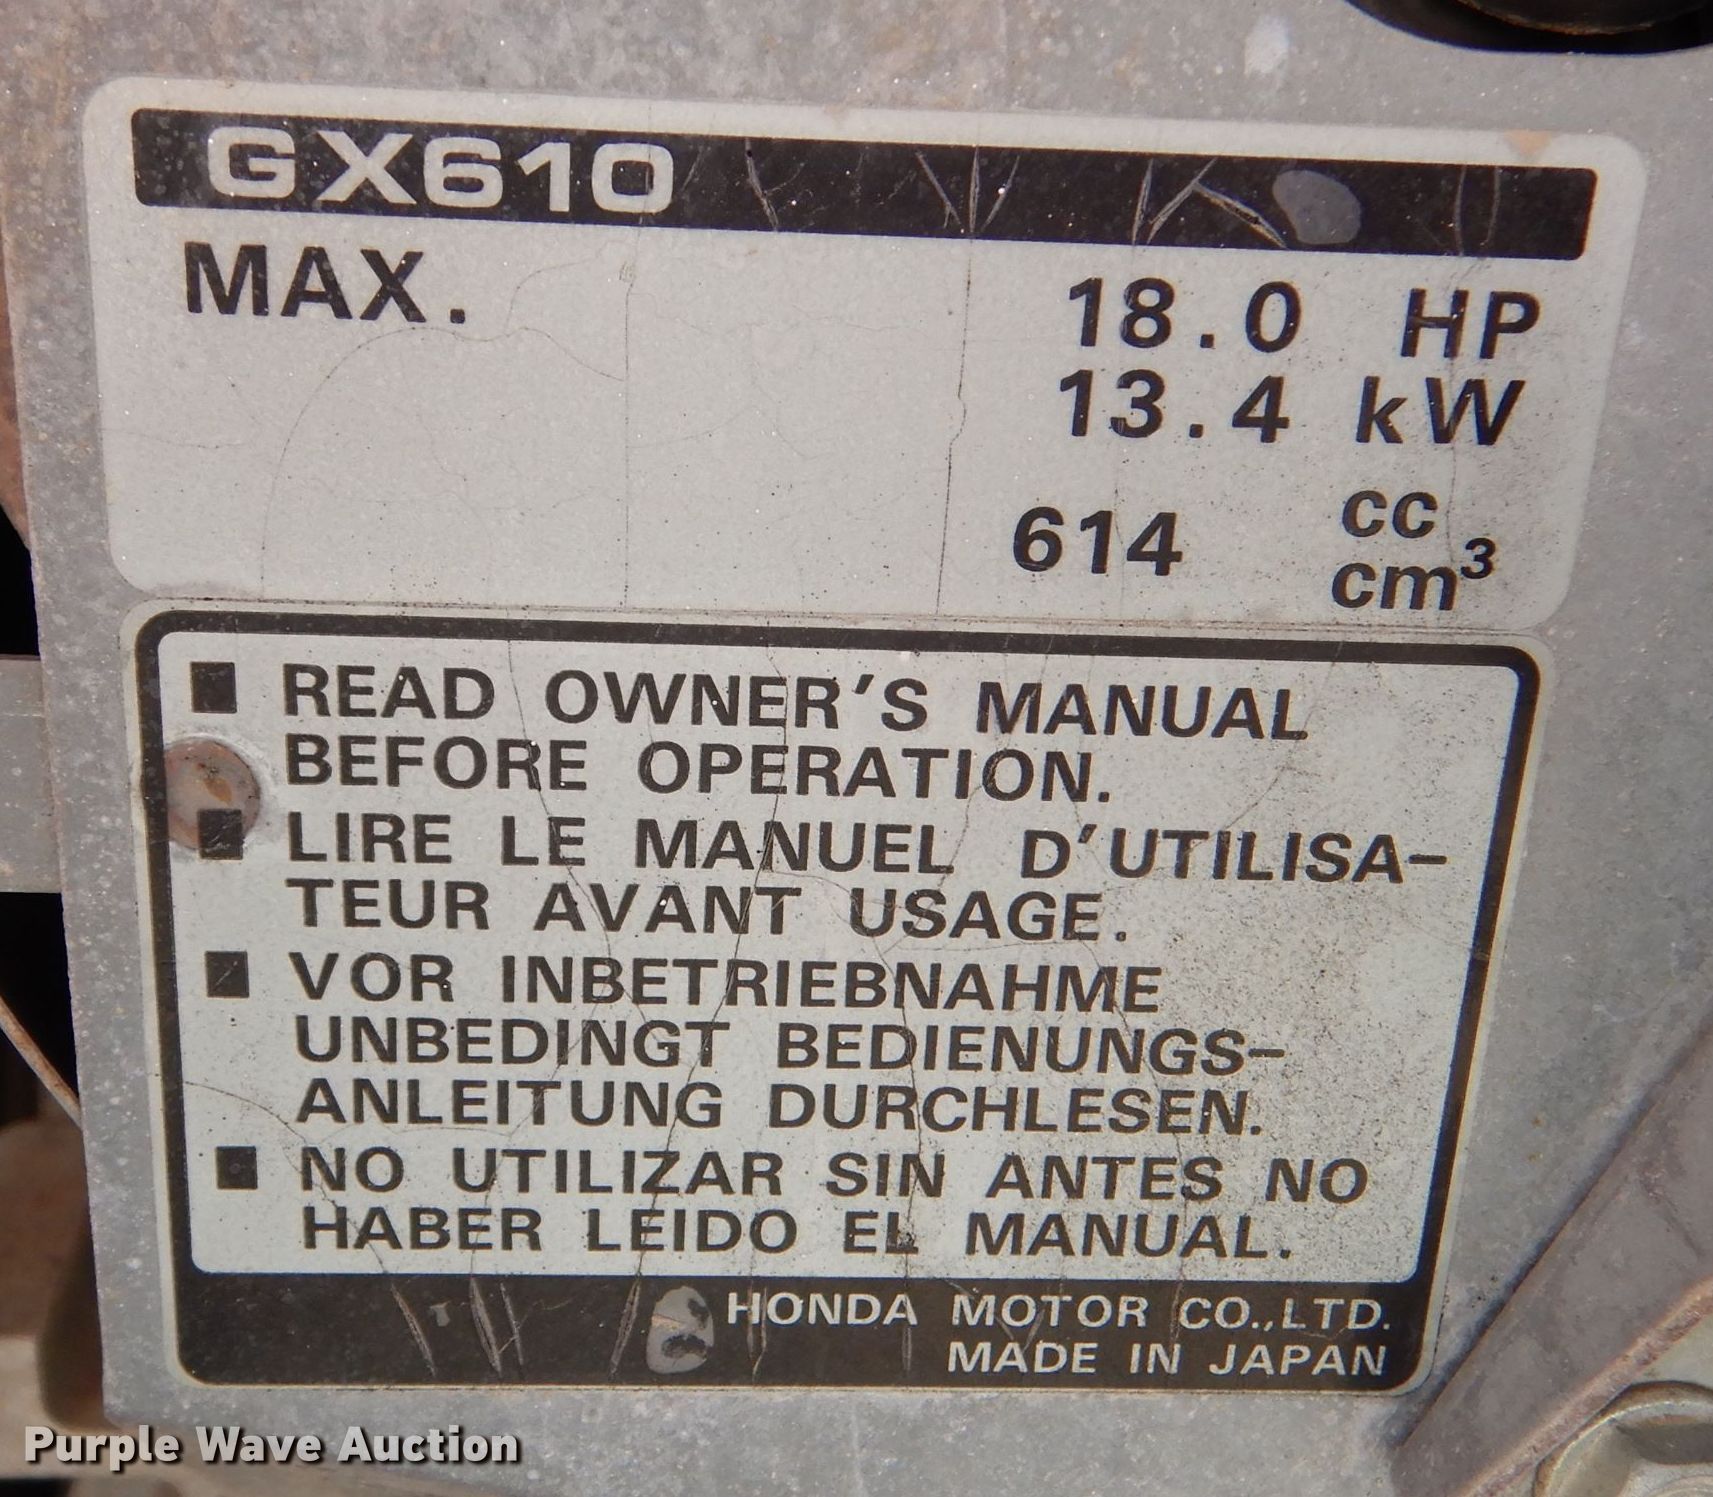 GX610
MAX.
18.0 HP
13.4 kW
614 cc
cm³
■ READ OWNER'S MANUAL
BEFORE OPERATION.
■ LIRE LE MANUEL D'UTILISA-
TEUR AVANT USAGE.
■ VOR INBETRIEBNAHME
UNBEDINGT BEDIENUNGS-
ANLEITUNG DURCHLESEN.
■ NO UTILIZAR SIN ANTES NO
HABER LEIDO EL MANUAL.
HONDA MOTOR CO.,LTD.
MADE IN JAPAN
Purple Wave Auction